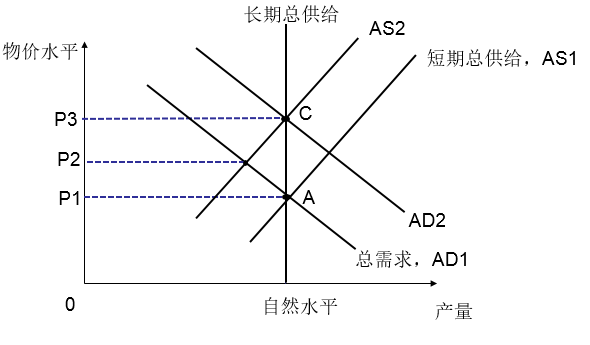 长期总供给
物价水平
AS2
短期总供给，AS1
P3
C
P2
P1
A
AD2
总需求，AD1
0
自然水平
产量